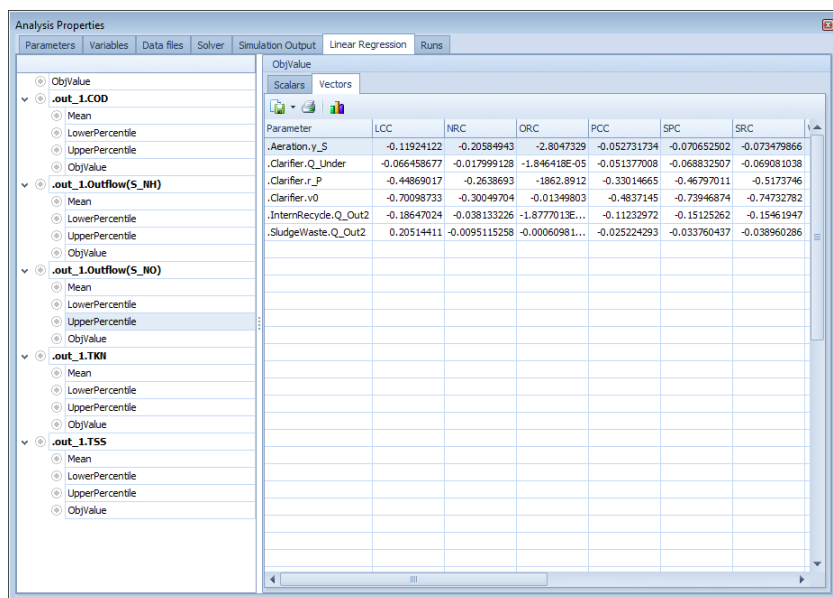 Analysis Properties
Parameters Variables Data files Solver Simulation Output Linear Regression Runs
ObjValue
Scalars Vectors
Parameter LCC NRC ORC PCC SPC SRC
.Aeration.y_S -0.11924122 -0.20584943 -2.8047329 -0.052731734 -0.070652502 -0.073479866
.Clarifier.Q_Under -0.066458677 -0.017999128 -1.846418E-05 -0.051377008 -0.068832507 -0.069081038
.Clarifier.r_P -0.44869017 -0.2638693 -1862.8912 -0.33014665 -0.46797011 -0.5173746
.Clarifier.v0 -0.70098733 -0.30049704 -0.01349803 -0.4837145 -0.73946874 -0.74732782
.InternRecycle.Q_Out2 -0.18647024 -0.038133226 -1.8777013E... -0.11232972 -0.15125262 -0.15461947
.SludgeWaste.Q_Out2 0.20514411 -0.0095115258 -0.00060981... -0.025224293 -0.033760437 -0.038960286
ObjValue
.out_1.COD
Mean
LowerPercentile
UpperPercentile
ObjValue
.out_1.Outflow(S_NH)
Mean
LowerPercentile
UpperPercentile
ObjValue
.out_1.Outflow(S_NO)
Mean
LowerPercentile
UpperPercentile
ObjValue
.out_1.TKN
Mean
LowerPercentile
UpperPercentile
ObjValue
.out_1.TSS
Mean
LowerPercentile
UpperPercentile
ObjValue